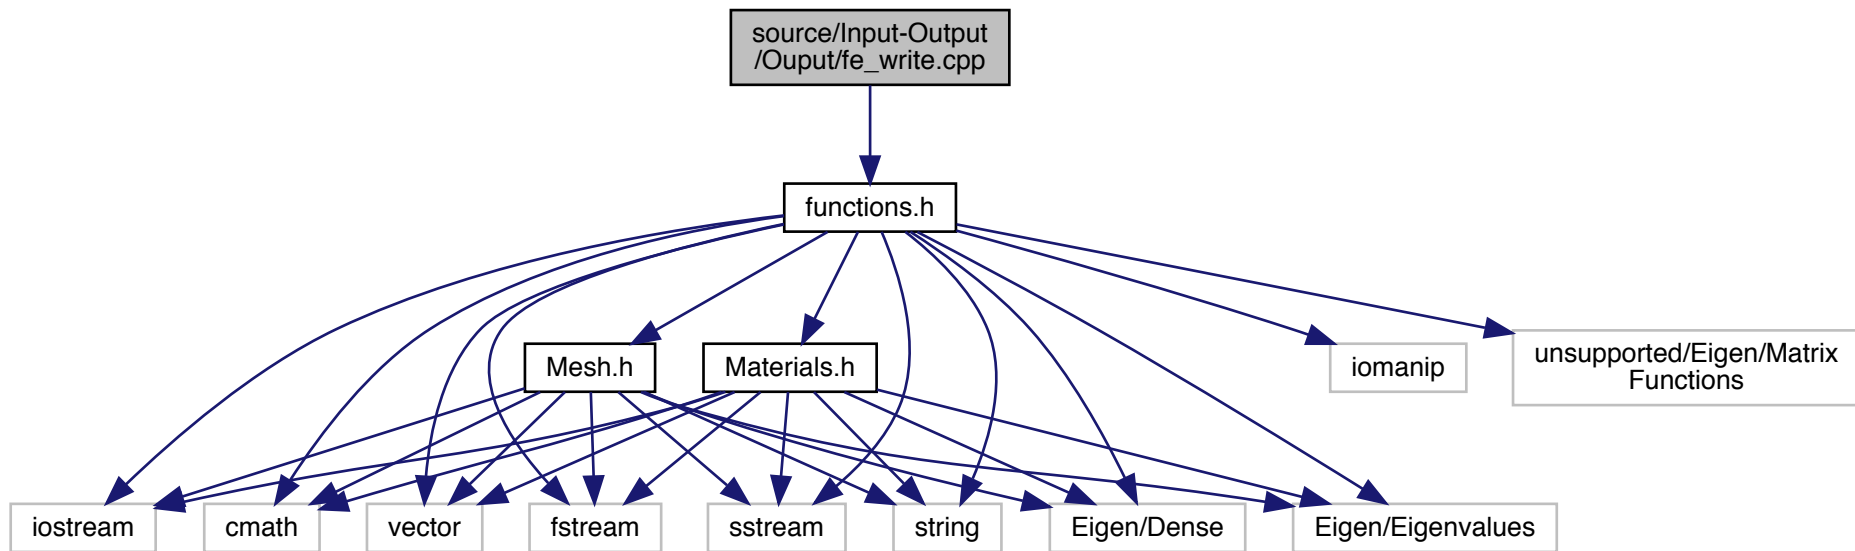 source/Input-Output
/Ouput/fe_write.cpp
functions.h
Mesh.h
Materials.h
iomanip
unsupported/Eigen/Matrix
Functions
iostream
cmath
vector
fstream
sstream
string
Eigen/Dense
Eigen/Eigenvalues